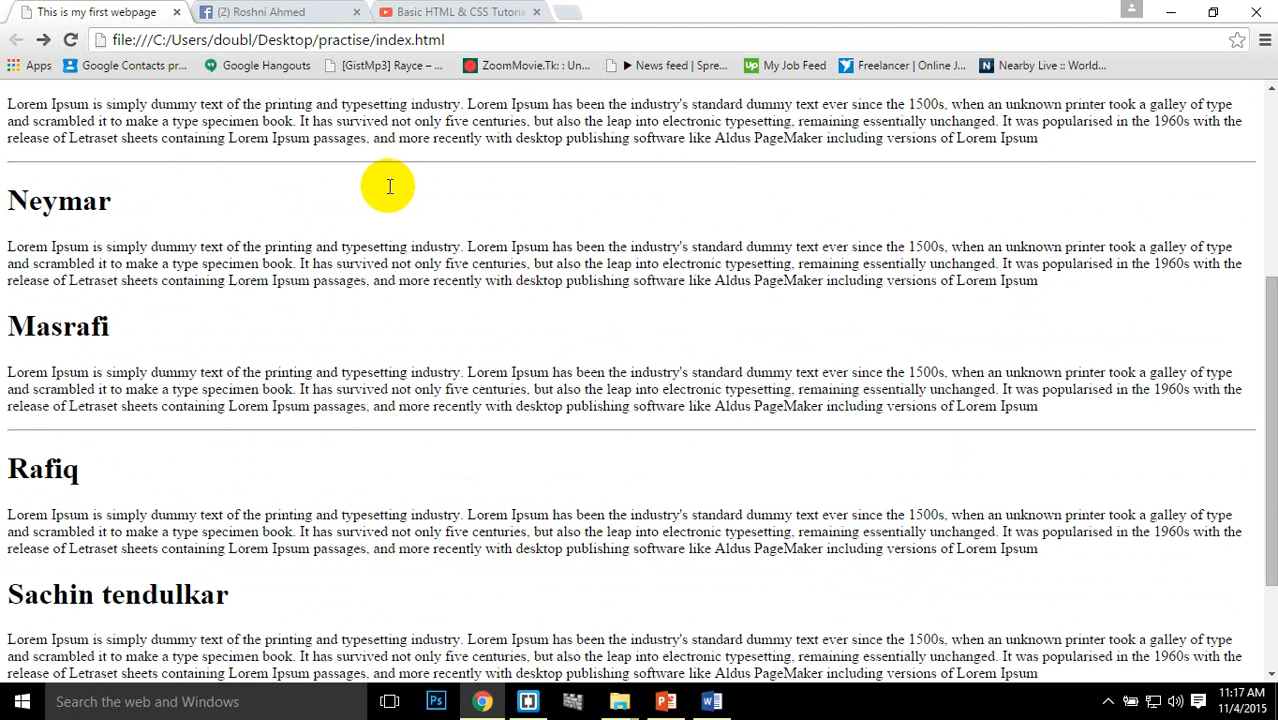 This is my first webpage
(2) Roshni Ahmed
Basic HTML & CSS Tutoria
file:///C:/Users/doubl/Desktop/practise/index.html
Apps
Google Contacts pr...
Google Hangouts
[GistMp3] Rayce – ...
ZoomMovie.Tk: : Un...
► News feed | Spre...
Up My Job Feed
Freelancer | Online J...
N Nearby Live :: World...
Lorem Ipsum is simply dummy text of the printing and typesetting industry. Lorem Ipsum has been the industry's standard dummy text ever since the 1500s, when an unknown printer took a galley of type
and scrambled it to make a type specimen book. It has survived not only five centuries, but also the leap into electronic typesetting, remaining essentially unchanged. It was popularised in the 1960s with the
release of Letraset sheets containing Lorem Ipsum passages, and more recently with desktop publishing software like Aldus PageMaker including versions of Lorem Ipsum
Neymar
Lorem Ipsum is simply dummy text of the printing and typesetting industry. Lorem Ipsum has been the industry's standard dummy text ever since the 1500s, when an unknown printer took a galley of type
and scrambled it to make a type specimen book. It has survived not only five centuries, but also the leap into electronic typesetting, remaining essentially unchanged. It was popularised in the 1960s with the
release of Letraset sheets containing Lorem Ipsum passages, and more recently with desktop publishing software like Aldus PageMaker including versions of Lorem Ipsum
Masrafi
Lorem Ipsum is simply dummy text of the printing and typesetting industry. Lorem Ipsum has been the industry's standard dummy text ever since the 1500s, when an unknown printer took a galley of type
and scrambled it to make a type specimen book. It has survived not only five centuries, but also the leap into electronic typesetting, remaining essentially unchanged. It was popularised in the 1960s with the
release of Letraset sheets containing Lorem Ipsum passages, and more recently with desktop publishing software like Aldus PageMaker including versions of Lorem Ipsum
Rafiq
Lorem Ipsum is simply dummy text of the printing and typesetting industry. Lorem Ipsum has been the industry's standard dummy text ever since the 1500s, when an unknown printer took a galley of type
and scrambled it to make a type specimen book. It has survived not only five centuries, but also the leap into electronic typesetting, remaining essentially unchanged. It was popularised in the 1960s with the
release of Letraset sheets containing Lorem Ipsum passages, and more recently with desktop publishing software like Aldus PageMaker including versions of Lorem Ipsum
Sachin tendulkar
Lorem Ipsum is simply dummy text of the printing and typesetting industry. Lorem Ipsum has been the industry's standard dummy text ever since the 1500s, when an unknown printer took a galley of type
and scrambled it to make a type specimen book. It has survived not only five centuries, but also the leap into electronic typesetting, remaining essentially unchanged. It was popularised in the 1960s with the
release of Letraset sheets containing Lorem Ipsum passages, and more recently with desktop publishing software like Aldus PageMaker including versions of Lorem Ipsum
Search the web and Windows
Ps
11:17 AM
11/4/2015